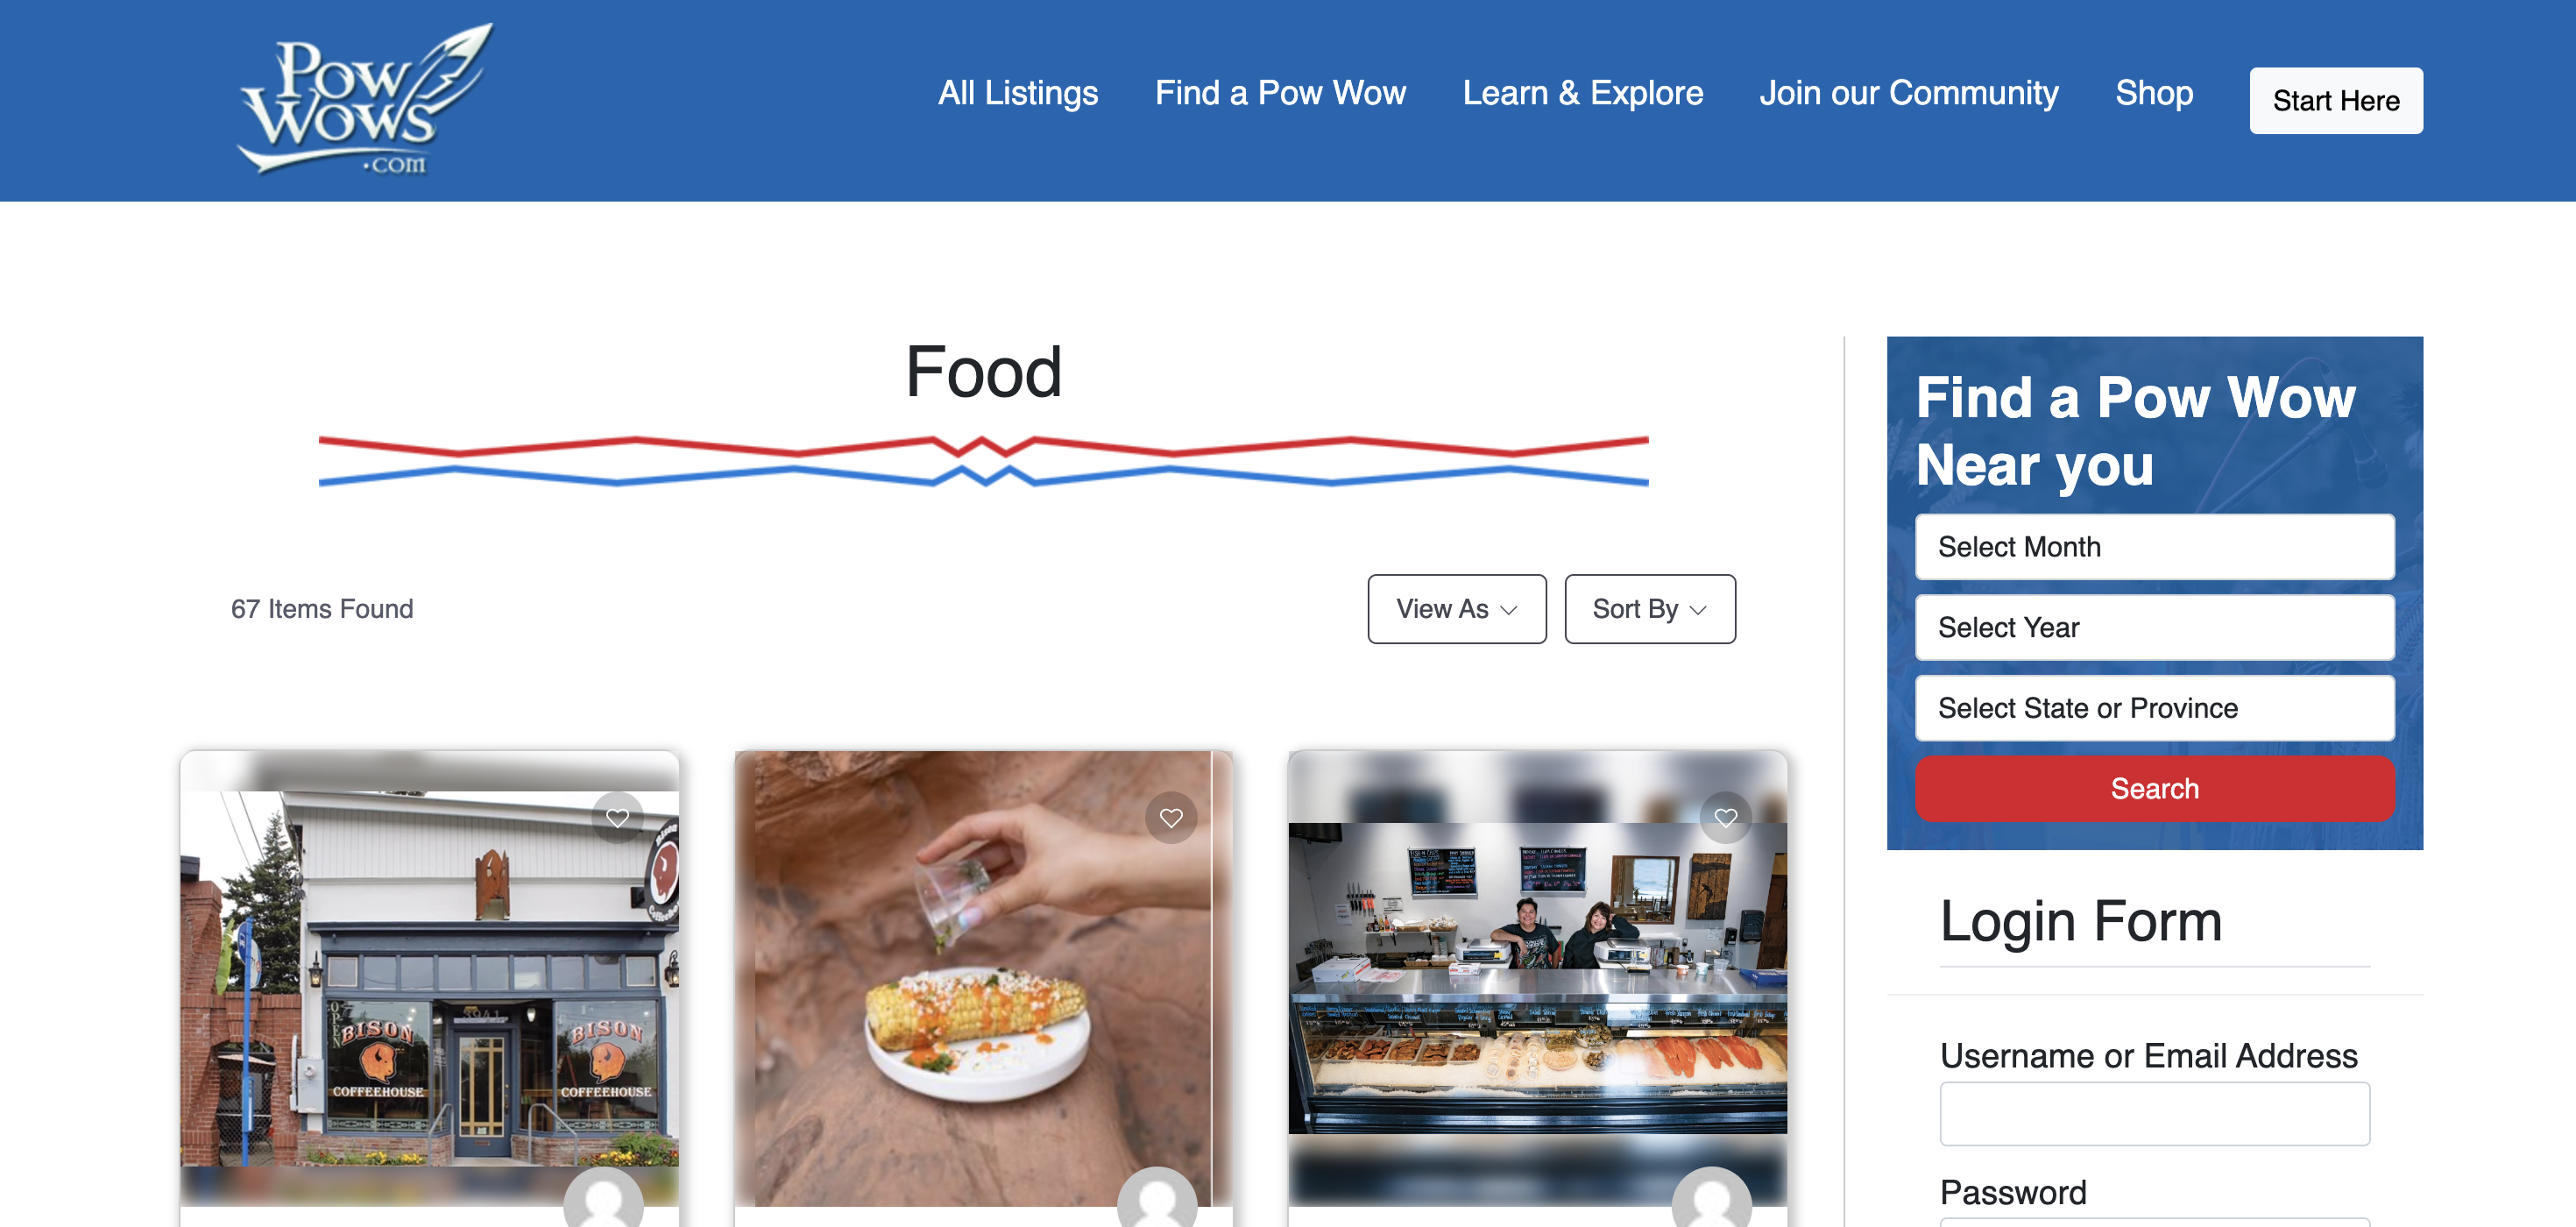 Pow
Wows
.com
All Listings
Find a Pow Wow
Learn & Explore
Join our Community
Shop
Start Here
Food
67 Items Found
View As
Sort By
OPEN
3941
BISON
COFFEEHOUSE
BISON
COFFEEHOUSE
Find a Pow Wow
Near you
Select Month
Select Year
Select State or Province
Search
Login Form
Username or Email Address
Password